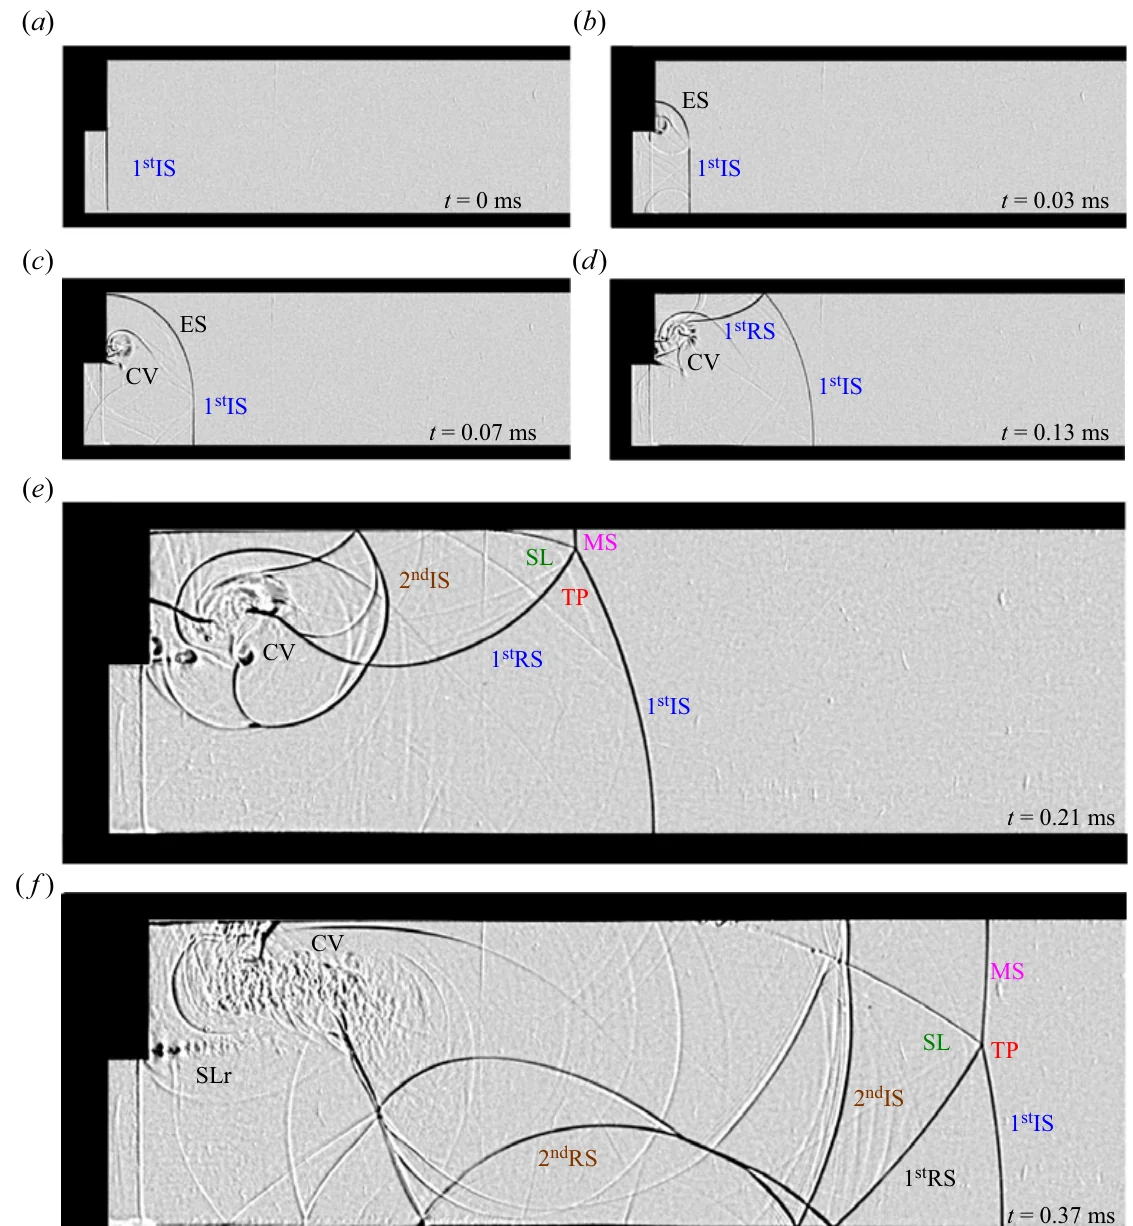 (a)
1stIS
t = 0 ms
(b)
ES
1stIS
t = 0.03 ms
(c)
ES
CV
1stIS
t = 0.07 ms
(d)
1stRS
CV
1stIS
t = 0.13 ms
(e)
MS
SL
2ndIS
TP
CV
1stRS
1stIS
t = 0.21 ms
(f)
CV
MS
SL
TP
SLr
2ndIS
1stIS
2ndRS
1stRS
t = 0.37 ms